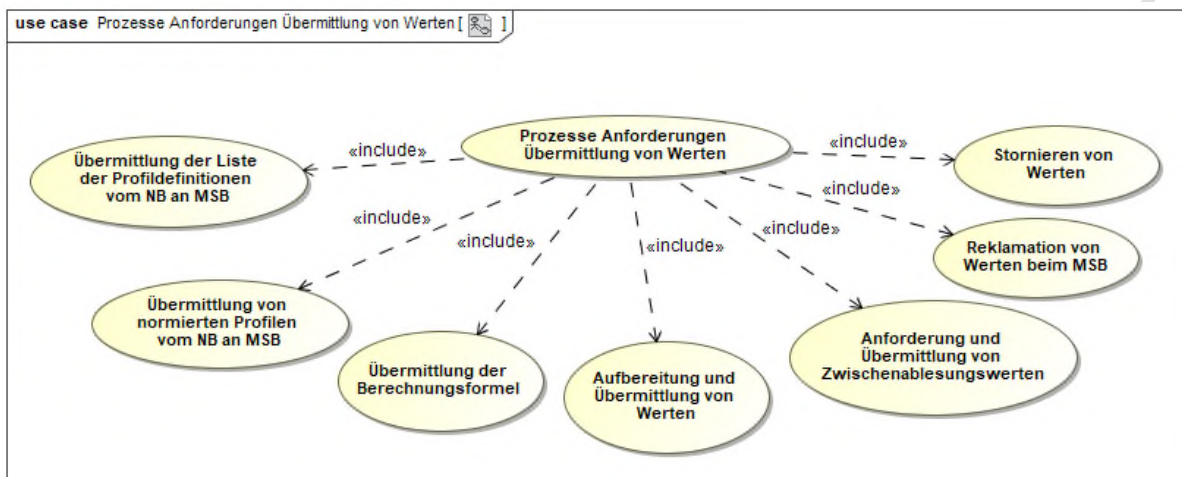 use case Prozesse Anforderungen Übermittlung von Werten [ ]
Prozesse Anforderungen
Übermittlung von Werten
«include»
Übermittlung der Liste
der Profildefinitionen
vom NB an MSB
«include»
Übermittlung von
normierten Profilen
vom NB an MSB
«include»
Übermittlung der
Berechnungsformel
«include»
Aufbereitung und
Übermittlung von
Werten
«include»
Anforderung und
Übermittlung von
Zwischenablesungswerten
«include»
Reklamation von
Werten beim MSB
«include»
Stornieren von
Werten